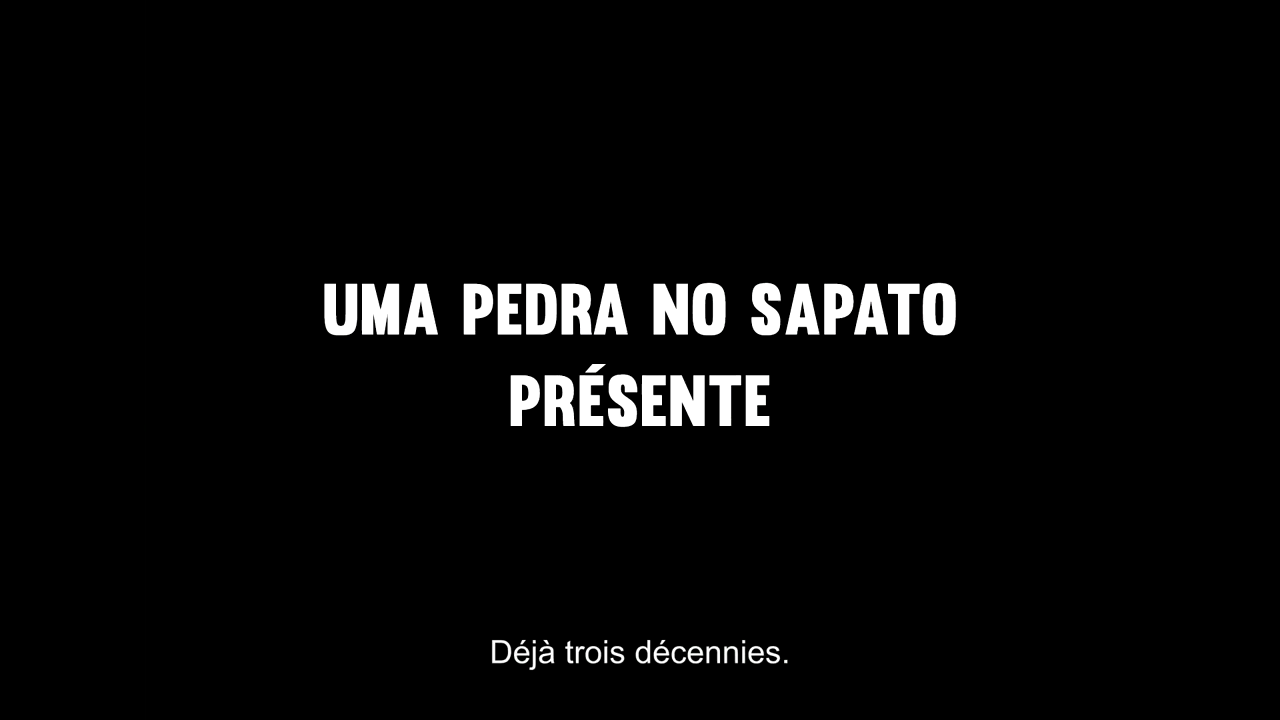 UMA PEDRA NO SAPATO
PRÉSENTE
Déjà trois décennies.